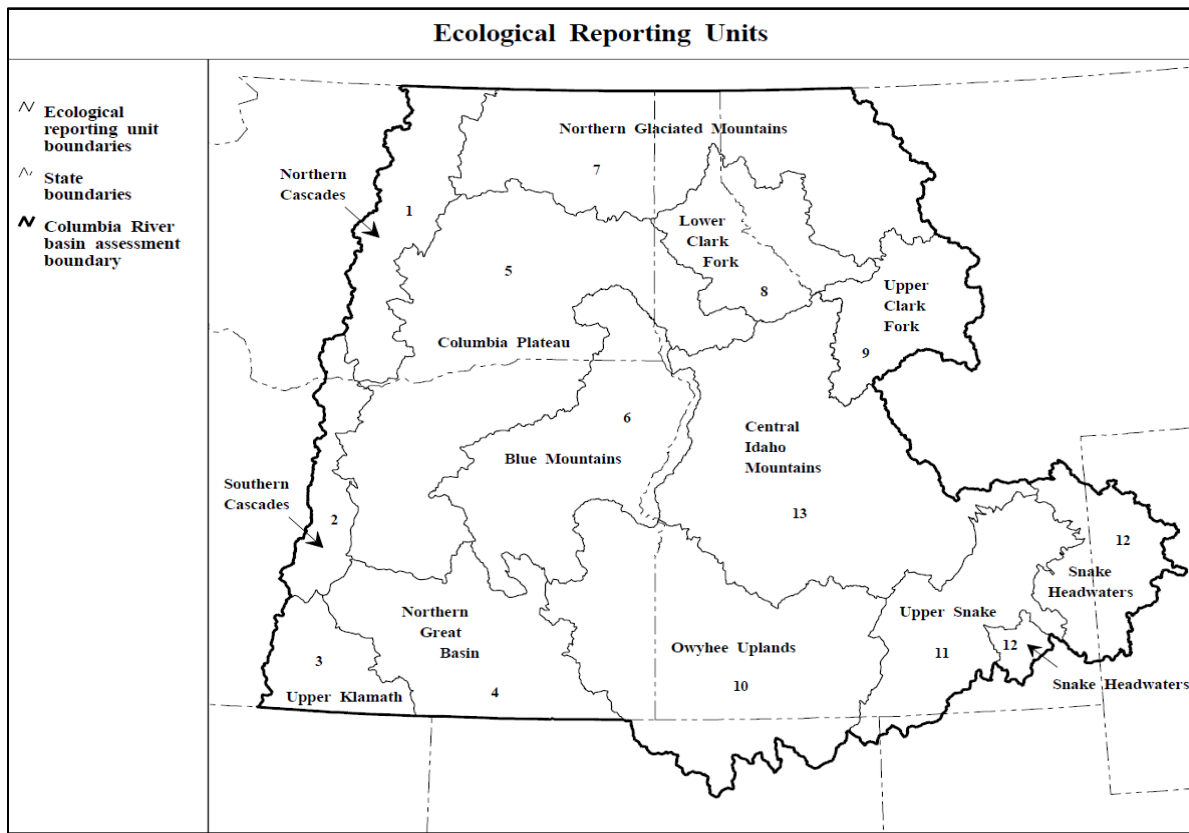 Ecological Reporting Units
Ecological
reporting unit
boundaries
State
boundaries
Columbia River
basin assessment
boundary
Northern Glaciated Mountains
7
Northern
Cascades
1
Lower
Clark
Fork
8
5
Columbia Plateau
Upper
Clark
Fork
9
6
Blue Mountains
Central
Idaho
Mountains
13
Southern
Cascades
2
12
Snake
Headwaters
Northern
Great
Basin
4
Upper Snake
11
12
Snake Headwaters
3
Upper Klamath
Owyhee Uplands
10